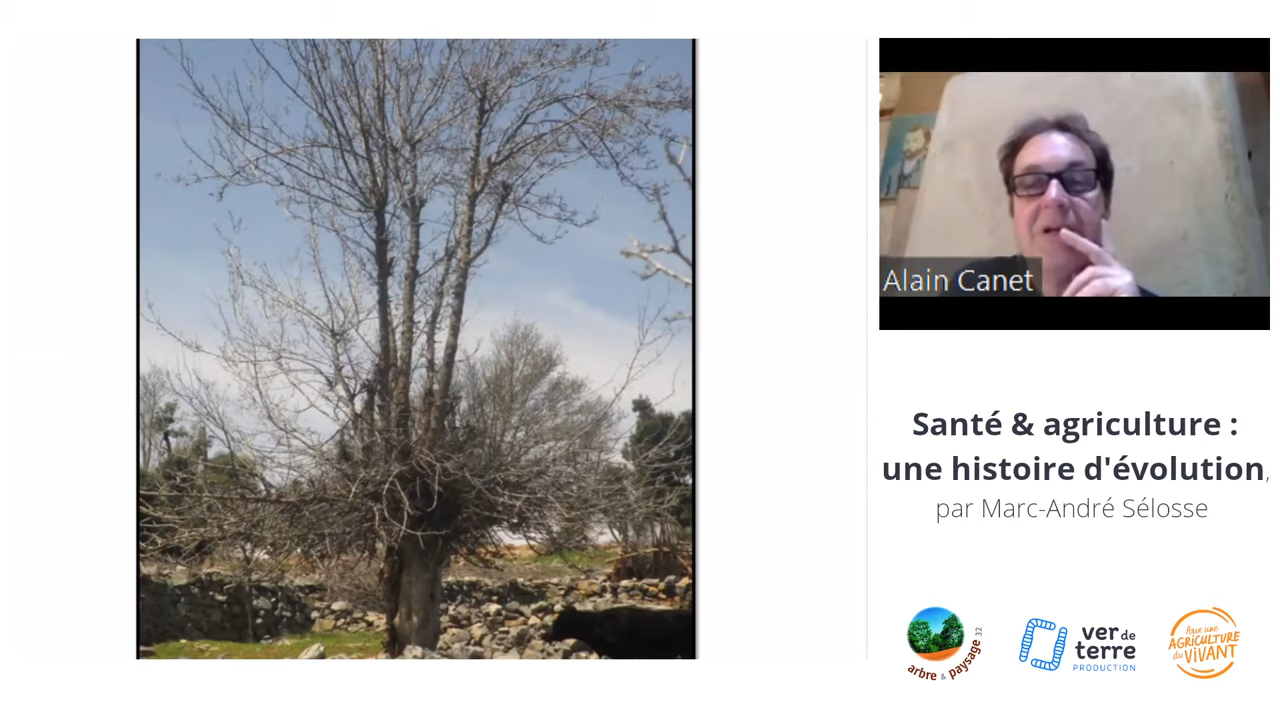 Alain Canet
Santé & agriculture :
une histoire d'évolution,
par Marc-André Sélosse
arbre & paysage 32
ver de
terre
PRODUCTION
Pour une
AGRICULTURE
du ViVANT